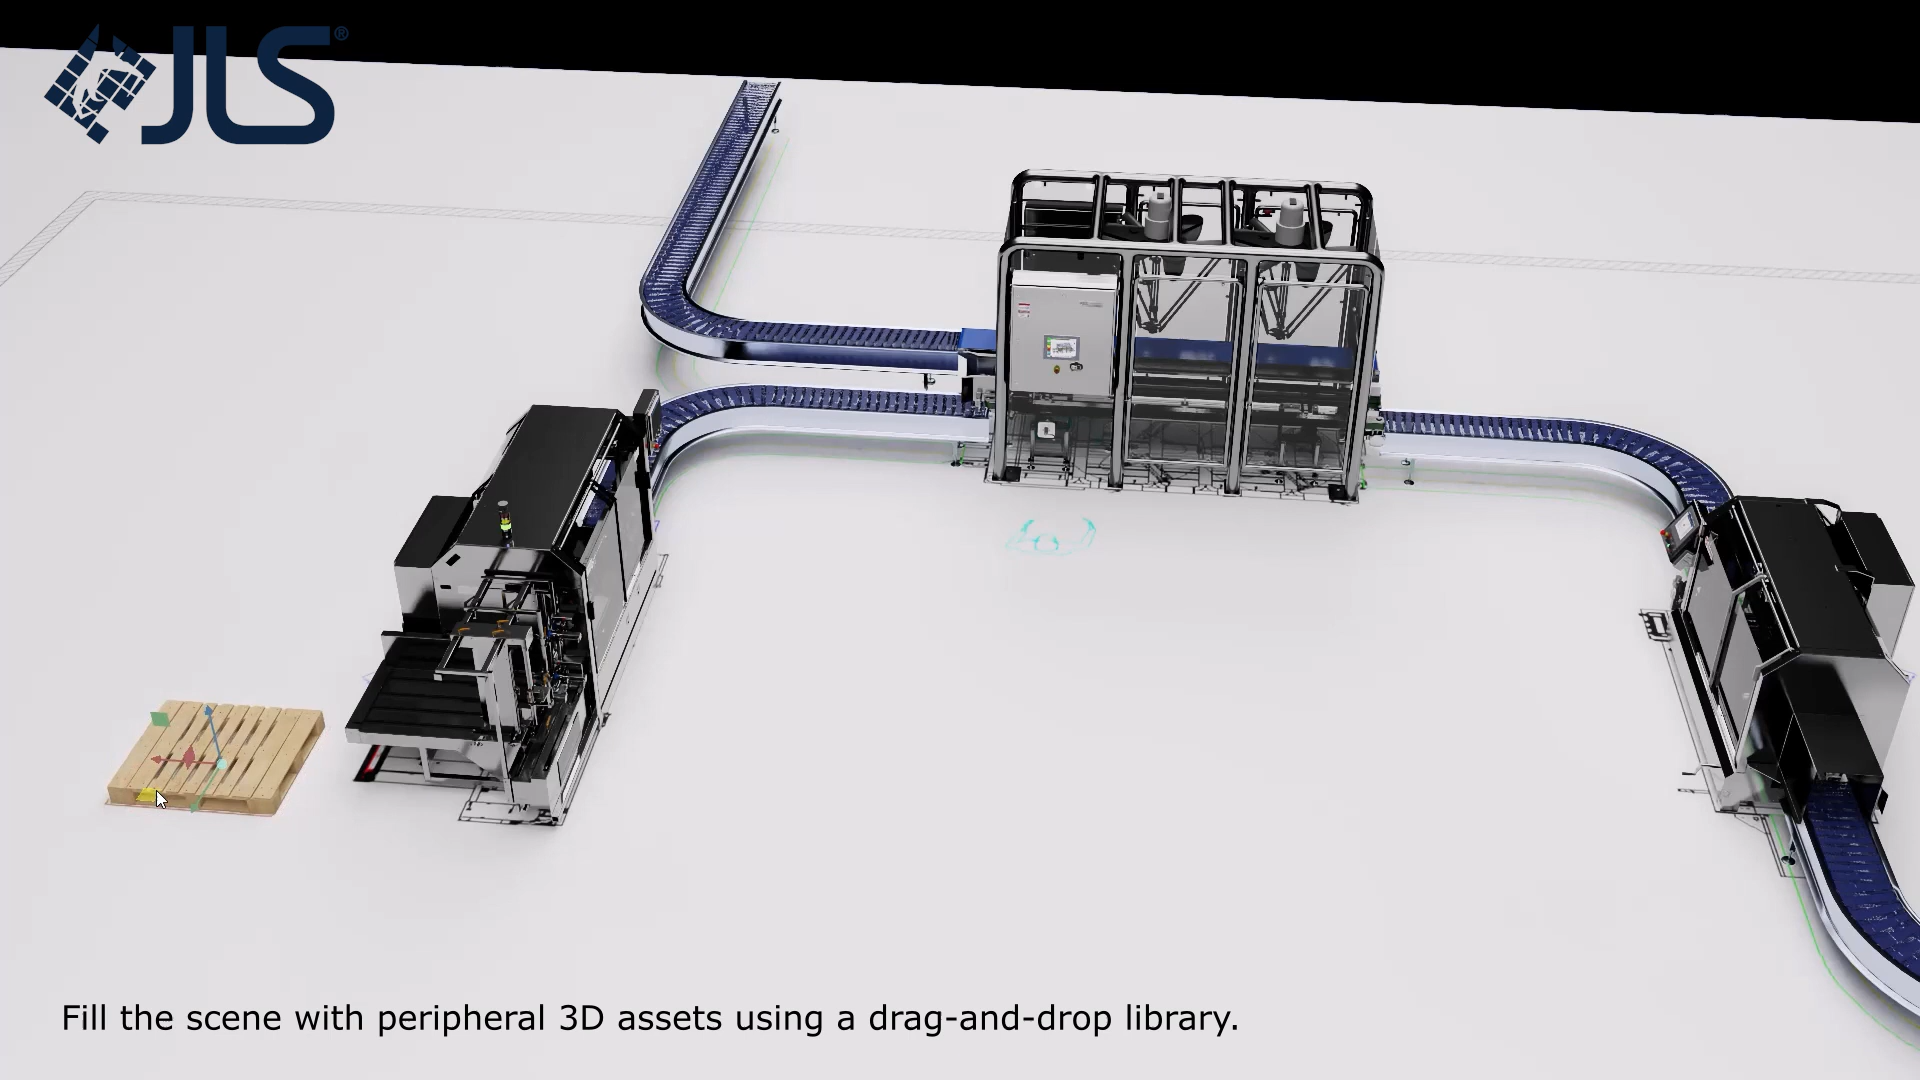 JLS®
Fill the scene with peripheral 3D assets using a drag-and-drop library.